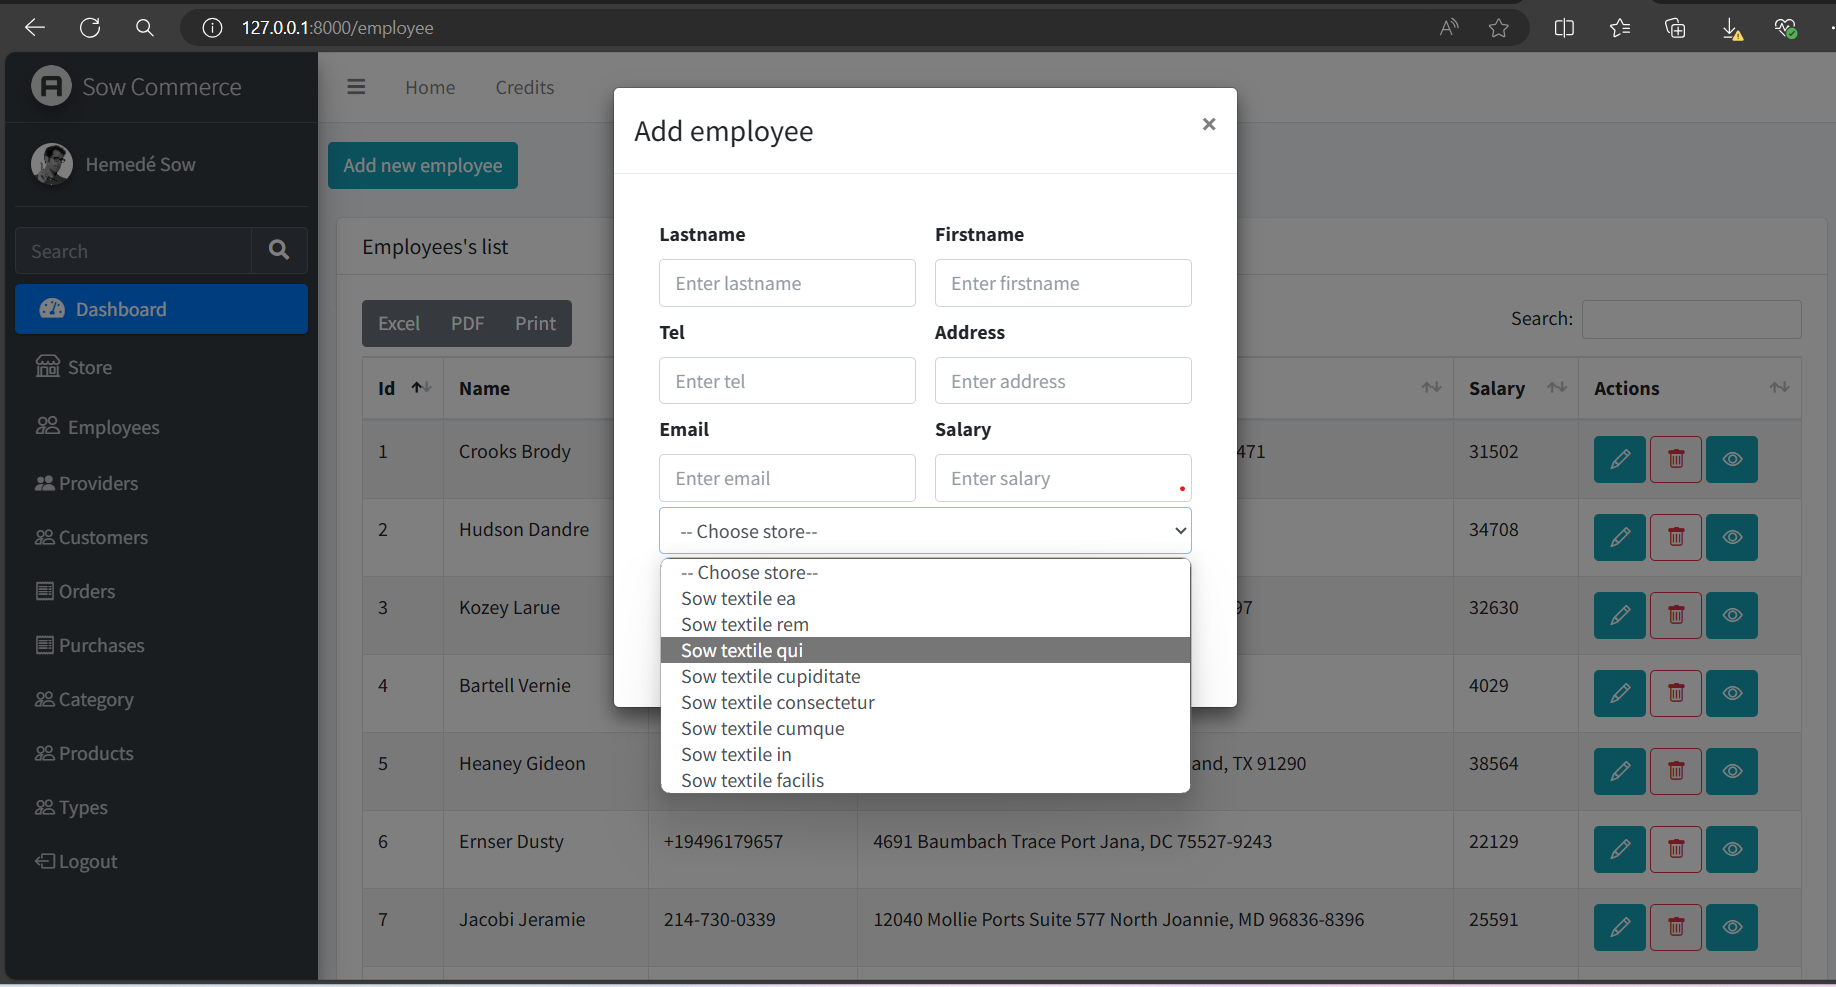 127.0.0.1:8000/employee
Sow Commerce
Home Credits
Hemedé Sow
Search
Dashboard
Store
Employees
Providers
Customers
Orders
Purchases
Category
Products
Types
Logout
Add new employee
Employees's list
Excel PDF Print
Search:
Id Name Salary Actions
1 Crooks Brody 471 31502
2 Hudson Dandre 34708
3 Kozey Larue 97 32630
4 Bartell Vernie 4029
5 Heaney Gideon and, TX 91290 38564
6 Ernser Dusty +19496179657 4691 Baumbach Trace Port Jana, DC 75527-9243 22129
7 Jacobi Jeramie 214-730-0339 12040 Mollie Ports Suite 577 North Joannie, MD 96836-8396 25591
Add employee ×
Lastname Firstname
Enter lastname Enter firstname
Tel Address
Enter tel Enter address
Email Salary
Enter email Enter salary
-- Choose store--
-- Choose store--
Sow textile ea
Sow textile rem
Sow textile qui
Sow textile cupiditate
Sow textile consectetur
Sow textile cumque
Sow textile in
Sow textile facilis